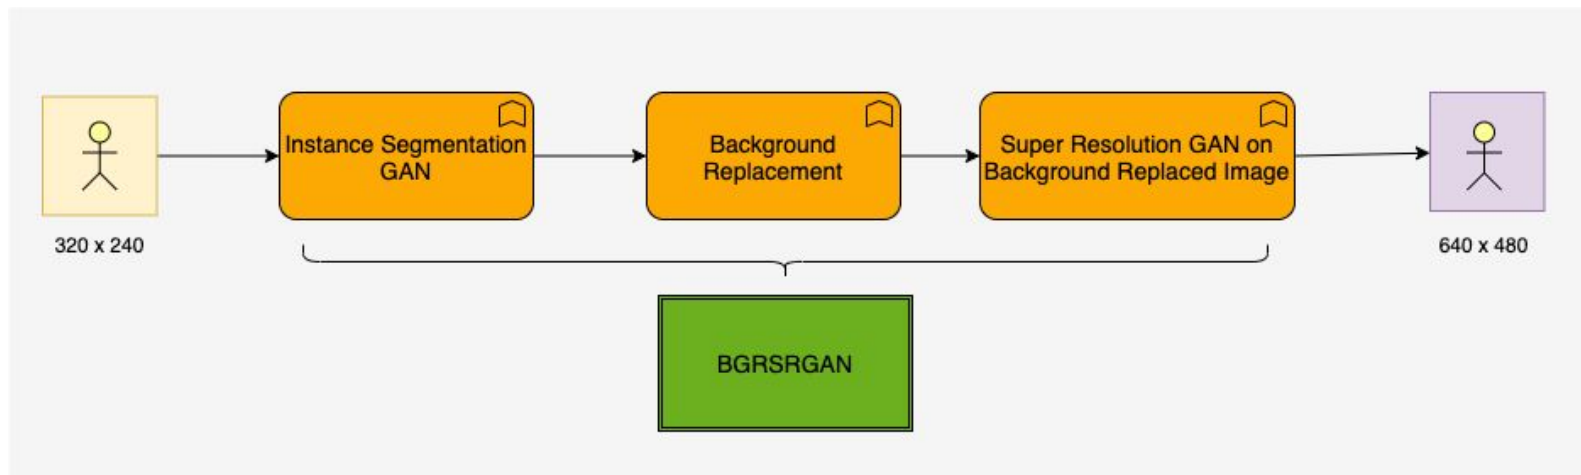 Instance Segmentation
GAN
Background
Replacement
Super Resolution GAN on
Background Replaced Image
320 x 240
640 x 480
BGRSRGAN